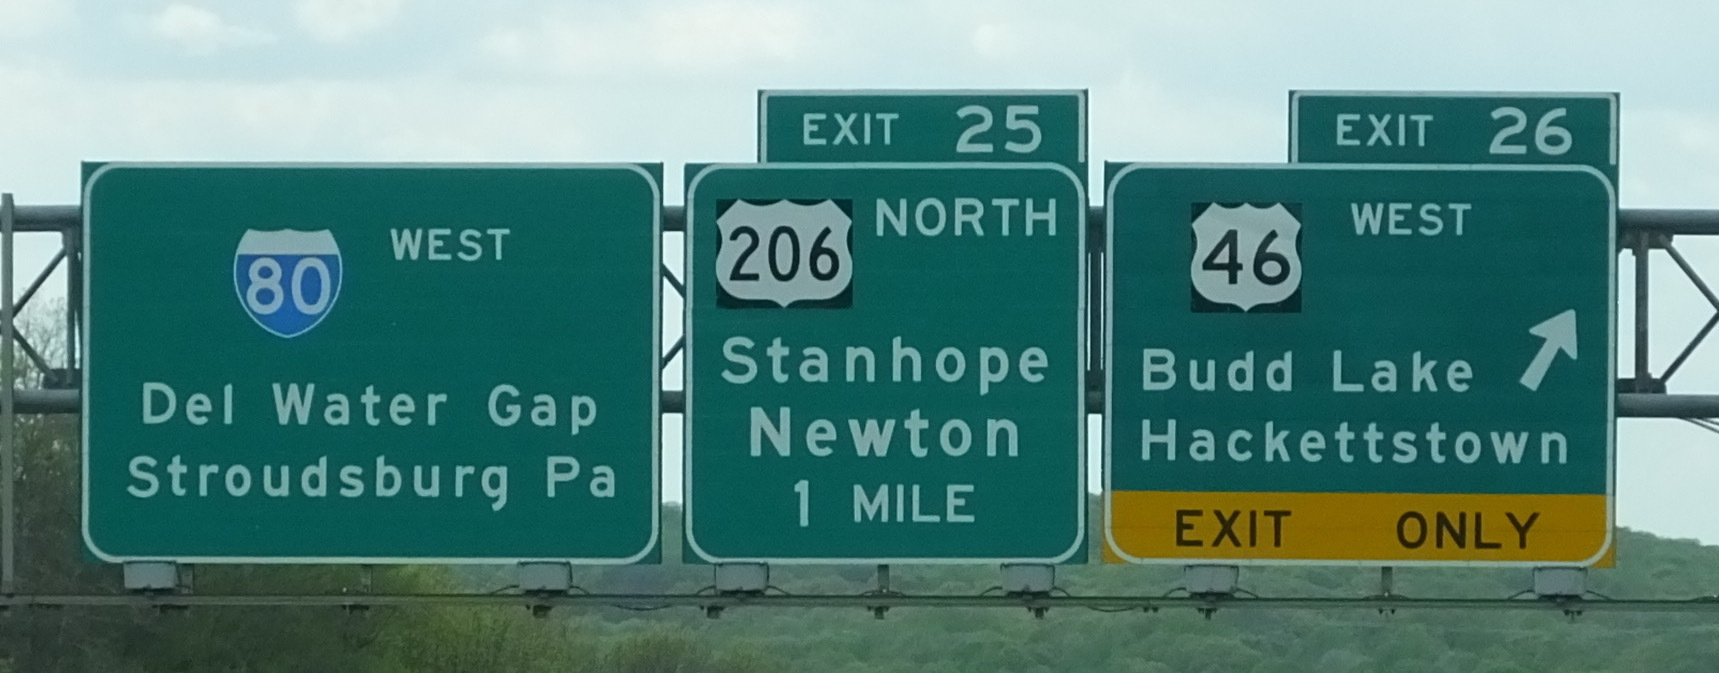 80 WEST
Del Water Gap
Stroudsburg Pa
EXIT 25
206 NORTH
Stanhope
Newton
1 MILE
EXIT 26
46 WEST
Budd Lake
Hackettstown
EXIT ONLY